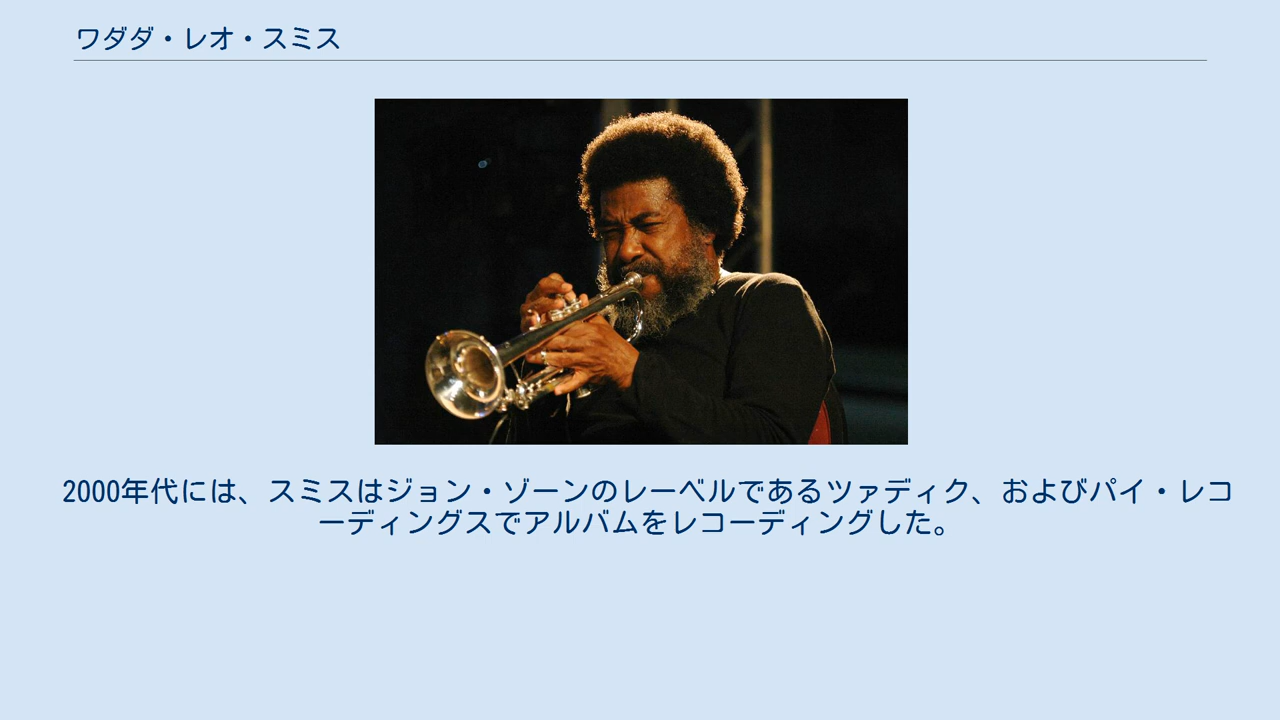 ワダダ・レオ・スミス
2000年代には、スミスはジョン・ゾーンのレーベルであるツァディク、およびパイ・レコ
ーディングスでアルバムをレコーディングした。